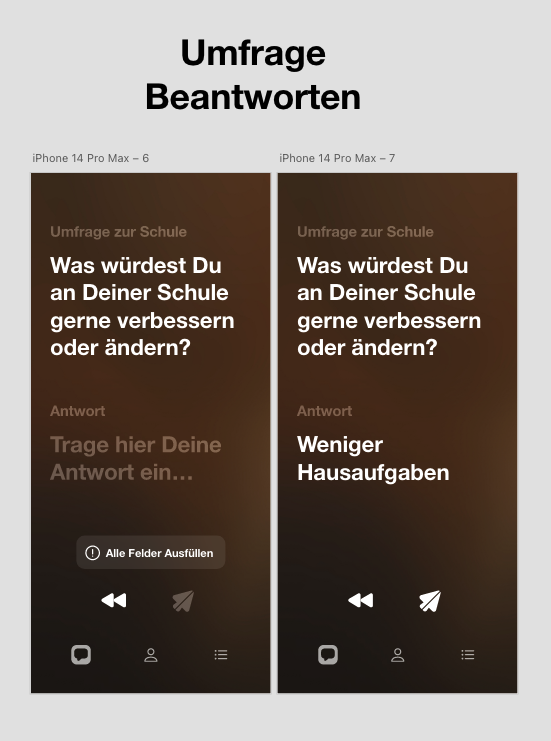 Umfrage
Beantworten
iPhone 14 Pro Max – 6
Umfrage zur Schule
Was würdest Du
an Deiner Schule
gerne verbessern
oder ändern?
Antwort
Trage hier Deine
Antwort ein...
Alle Felder Ausfüllen
iPhone 14 Pro Max – 7
Umfrage zur Schule
Was würdest Du
an Deiner Schule
gerne verbessern
oder ändern?
Antwort
Weniger
Hausaufgaben